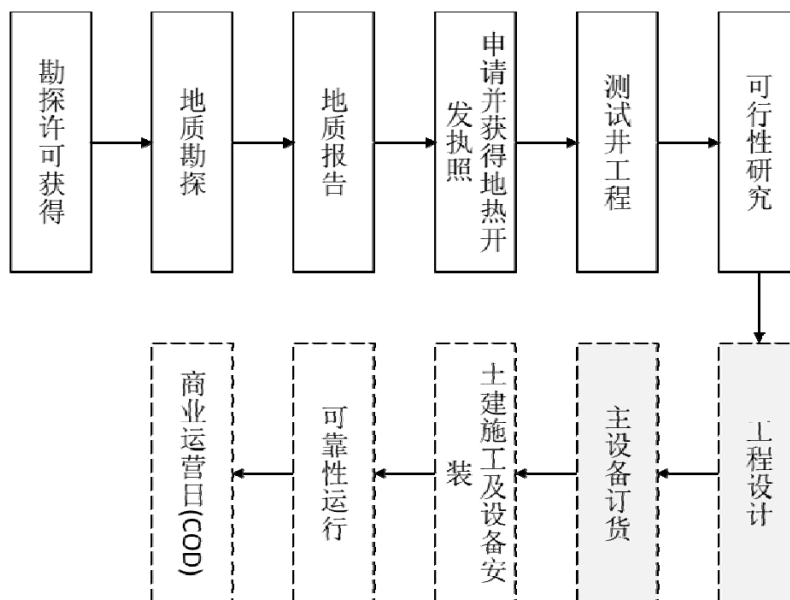 勘探许可获得
地质勘探
地质报告
申请并获得地热开
发执照
测试井工程
可行性研究
工程设计
主设备订货
土建施工及设备安
装
可靠性运行
商业运营日(COD)